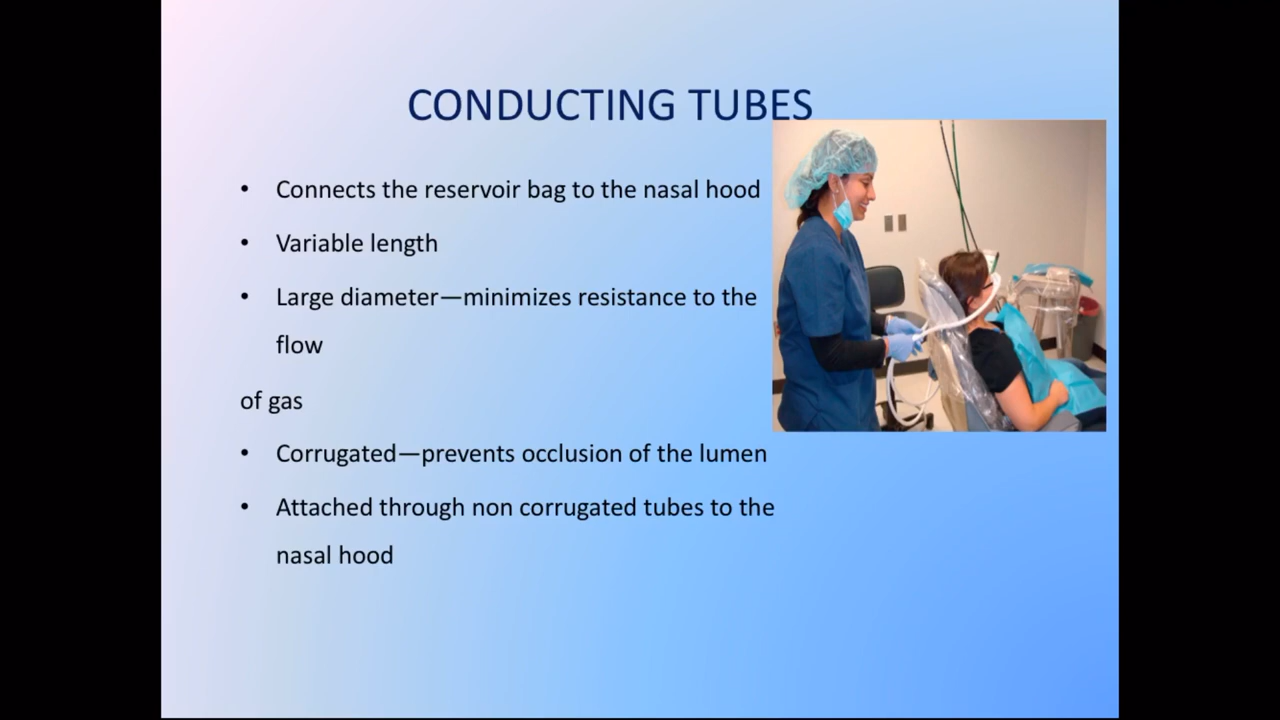 CONDUCTING TUBES
• Connects the reservoir bag to the nasal hood
• Variable length
• Large diameter—minimizes resistance to the
flow
of gas
• Corrugated—prevents occlusion of the lumen
• Attached through non corrugated tubes to the
nasal hood